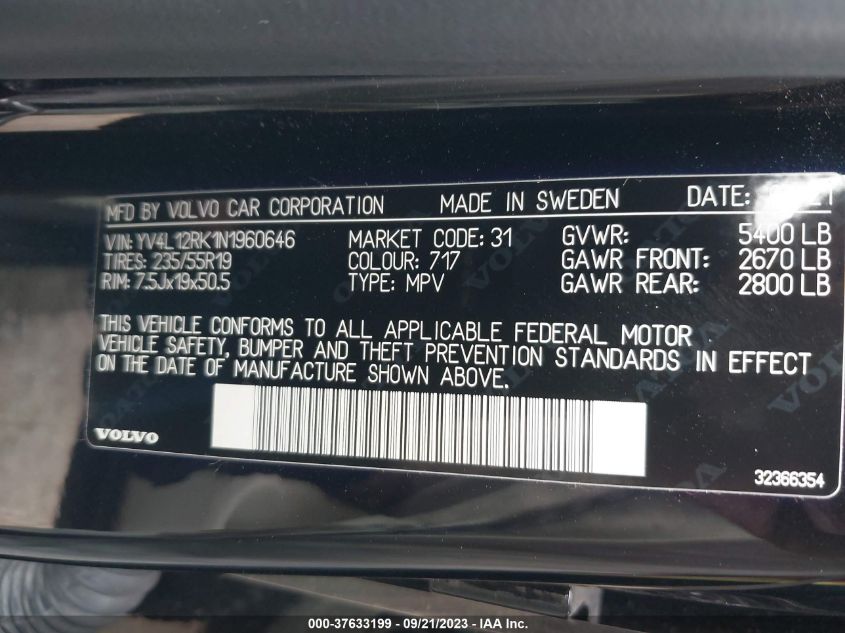 MFD BY VOLVO CAR CORPORATION MADE IN SWEDEN DATE:
VIN: YV4L12RK1N1960646 MARKET CODE: 31 GVWR: 5400 LB
TIRES: 235/55R19 COLOUR: 717 GAWR FRONT: 2670 LB
RIM: 7.5Jx19x50.5 TYPE: MPV GAWR REAR: 2800 LB
THIS VEHICLE CONFORMS TO ALL APPLICABLE FEDERAL MOTOR
VEHICLE SAFETY, BUMPER AND THEFT PREVENTION STANDARDS IN EFFECT
ON THE DATE OF MANUFACTURE SHOWN ABOVE.
VOLVO
32366354
000-37633199 - 09/21/2023 - IAA Inc.